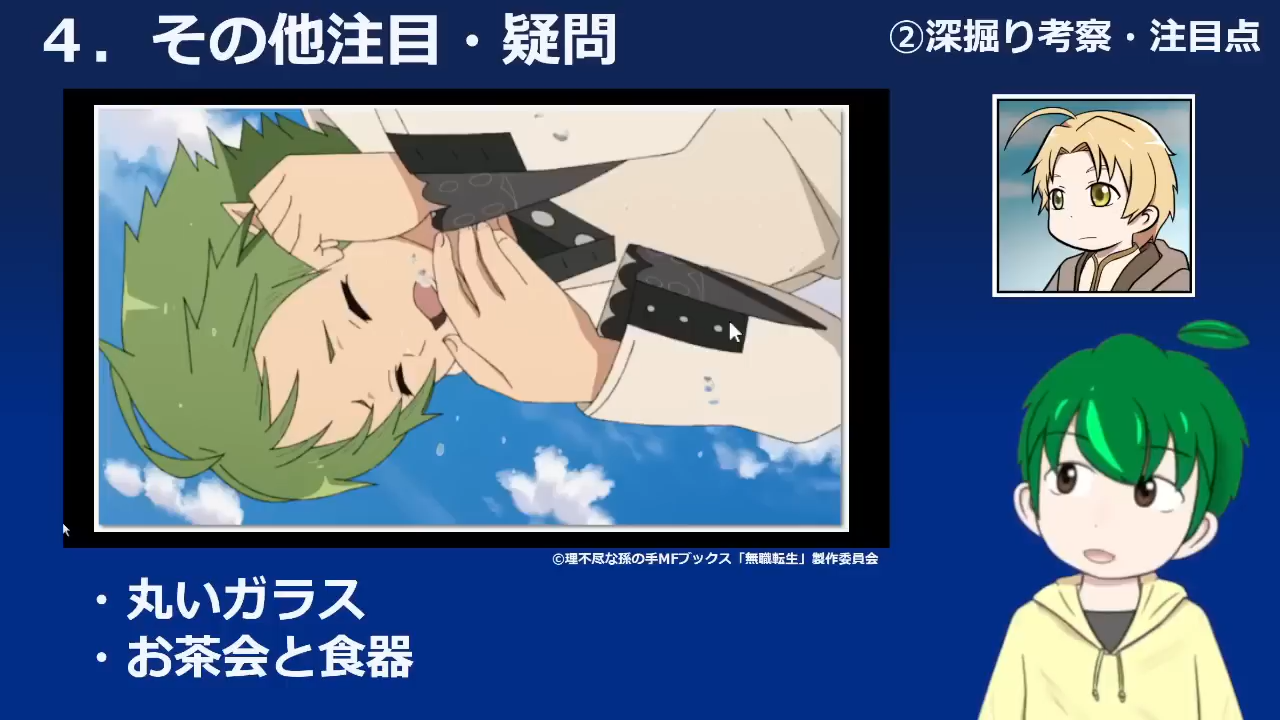 ４．その他注目・疑問
②深掘り考察・注目点
©理不尽な孫の手MFブックス「無職転生」製作委員会
・丸いガラス
・お茶会と食器